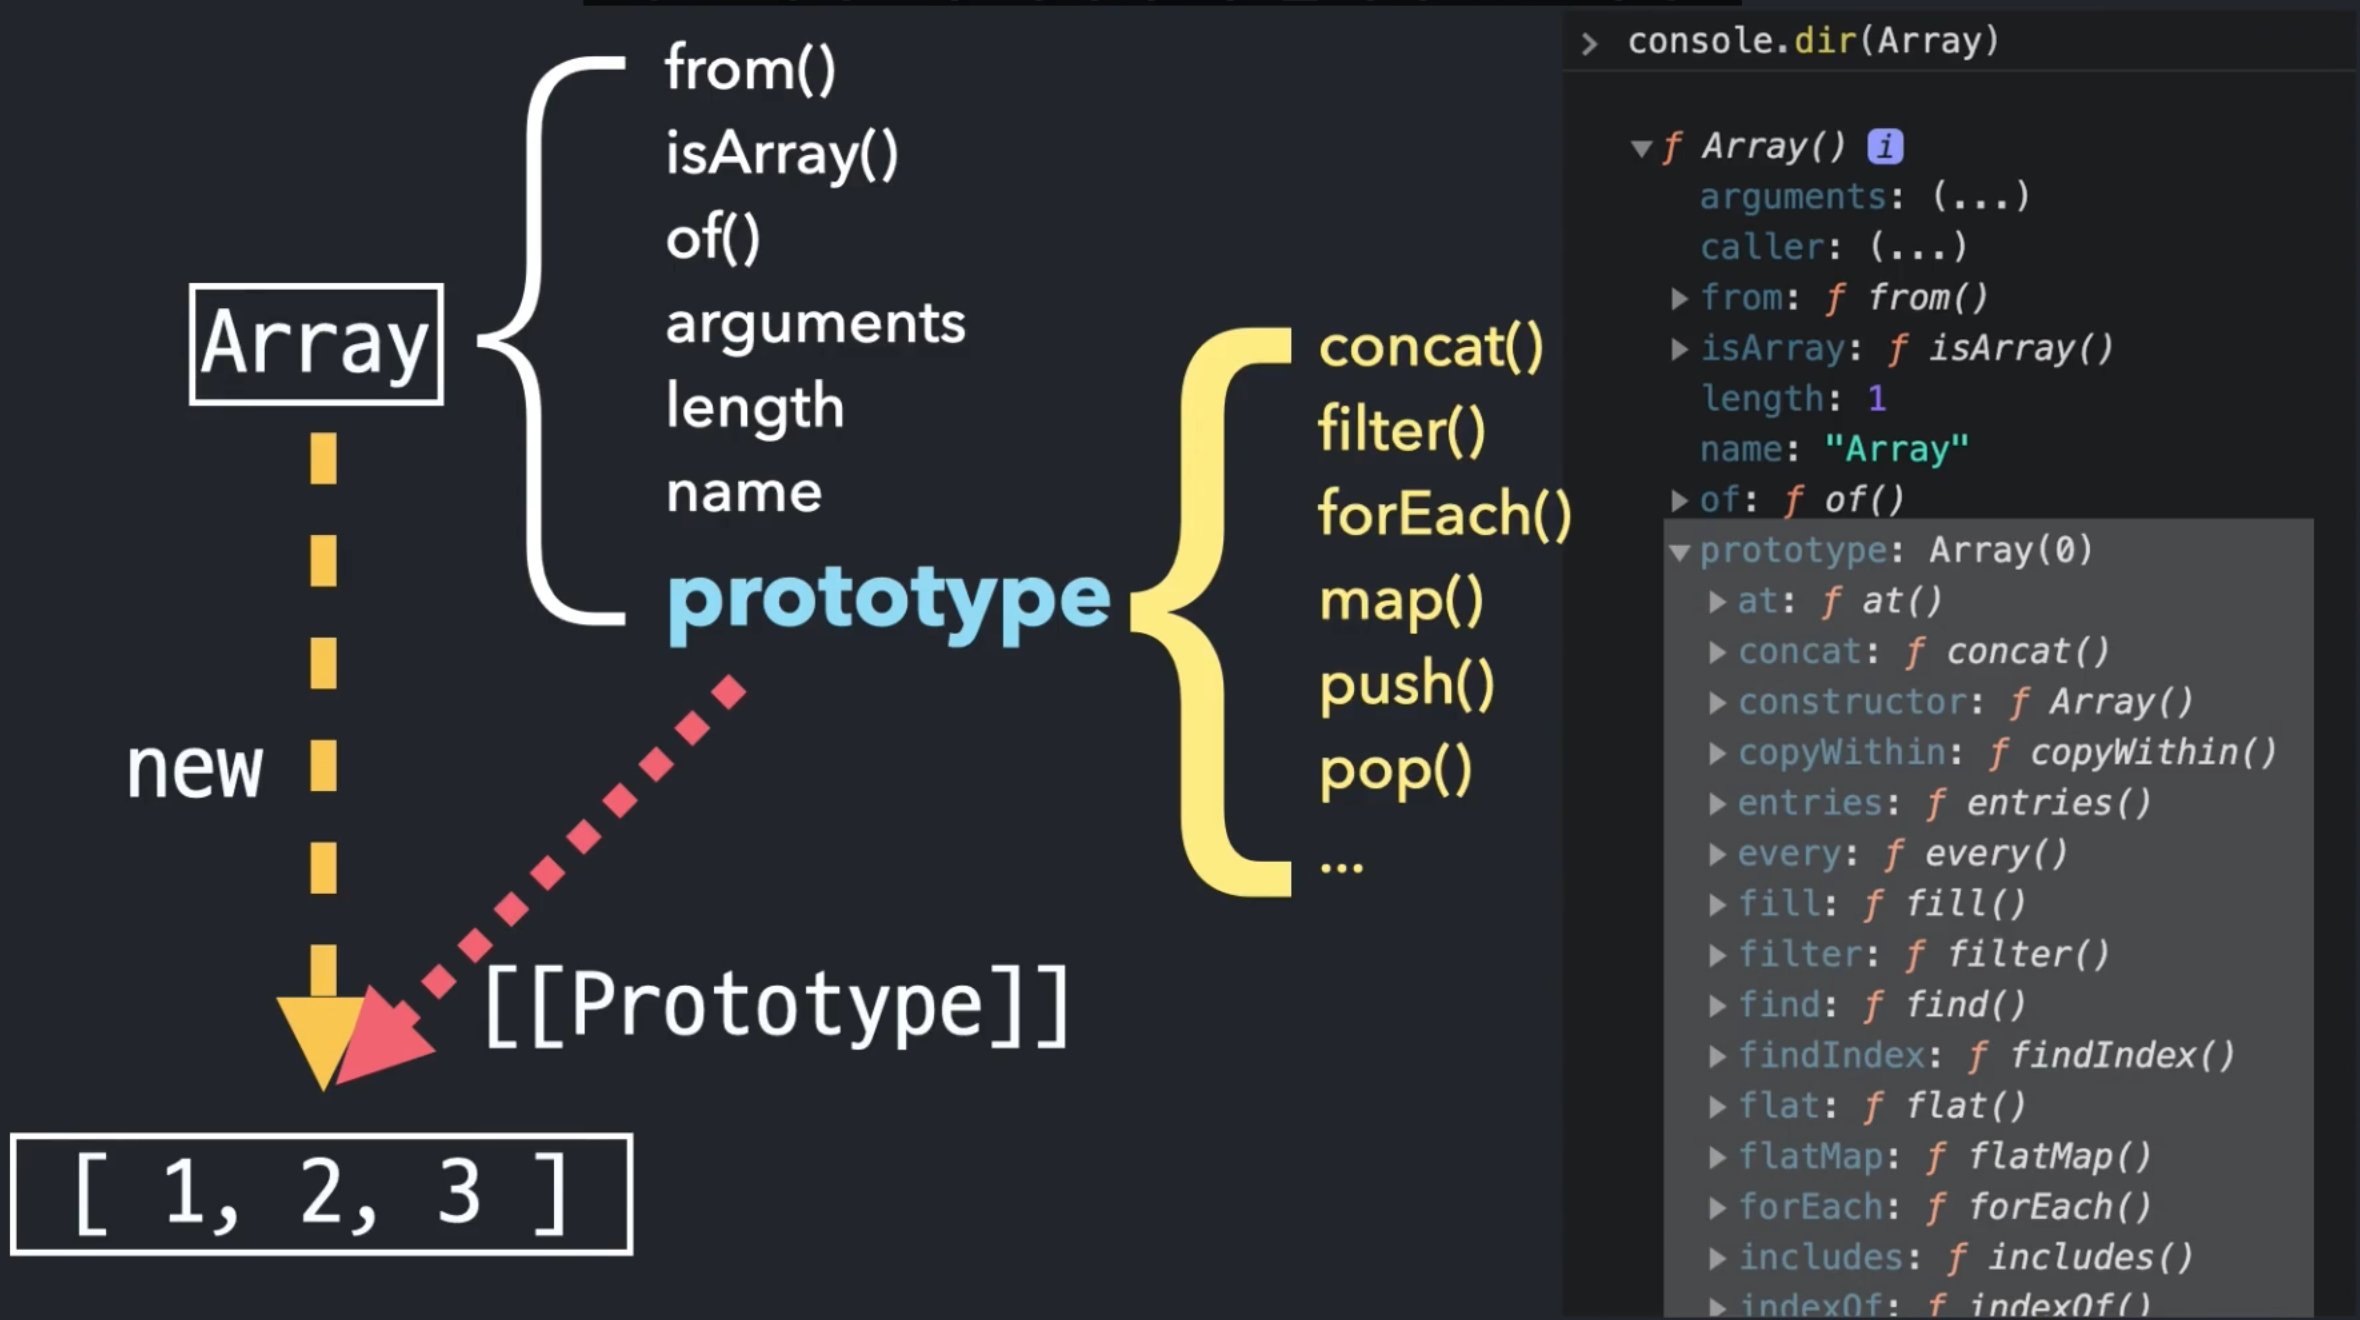 Array
from()
isArray()
of()
arguments
length
name
prototype
concat()
filter()
forEach()
map()
push()
pop()
...
new
[[Prototype]]
[ 1, 2, 3 ]
> console.dir(Array)
▼ ƒ Array() i
arguments: (...)
caller: (...)
▶ from: ƒ from()
▶ isArray: ƒ isArray()
length: 1
name: "Array"
▶ of: ƒ of()
▼ prototype: Array(0)
▶ at: ƒ at()
▶ concat: ƒ concat()
▶ constructor: ƒ Array()
▶ copyWithin: ƒ copyWithin()
▶ entries: ƒ entries()
▶ every: ƒ every()
▶ fill: ƒ fill()
▶ filter: ƒ filter()
▶ find: ƒ find()
▶ findIndex: ƒ findIndex()
▶ flat: ƒ flat()
▶ flatMap: ƒ flatMap()
▶ forEach: ƒ forEach()
▶ includes: ƒ includes()
▶ indexOf: ƒ indexOf()